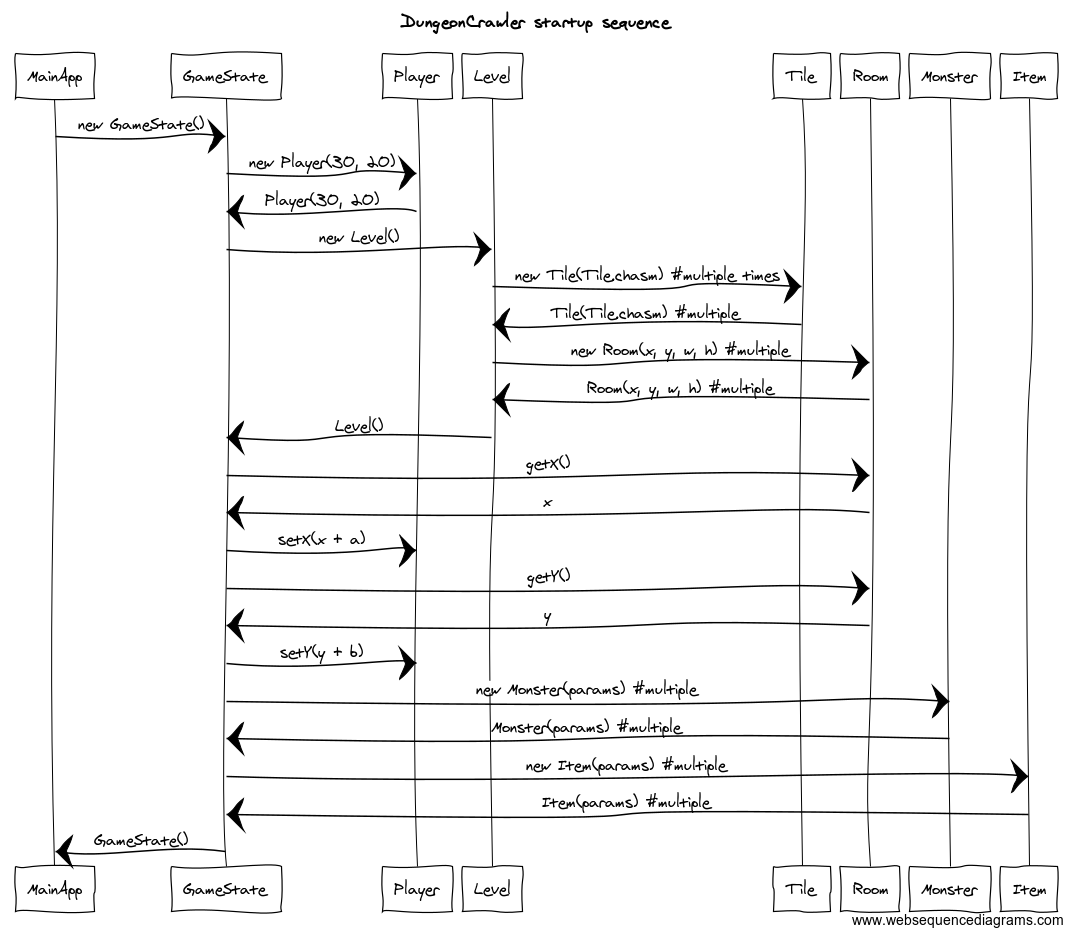 DungeonCrawler startup sequence
MainApp GameState Player Level Tile Room Monster Item
new GameState()
new Player(30, 20)
Player(30, 20)
new Level()
new Tile(Tile.chasm) #multiple times
Tile(Tile.chasm) #multiple
new Room(x, y, w, h) #multiple
Room(x, y, w, h) #multiple
Level()
getX()
x
setX(x + a)
getY()
y
setY(y + b)
new Monster(params) #multiple
Monster(params) #multiple
new Item(params) #multiple
Item(params) #multiple
GameState()
MainApp GameState Player Level Tile Room Monster Item
www.websequencediagrams.com